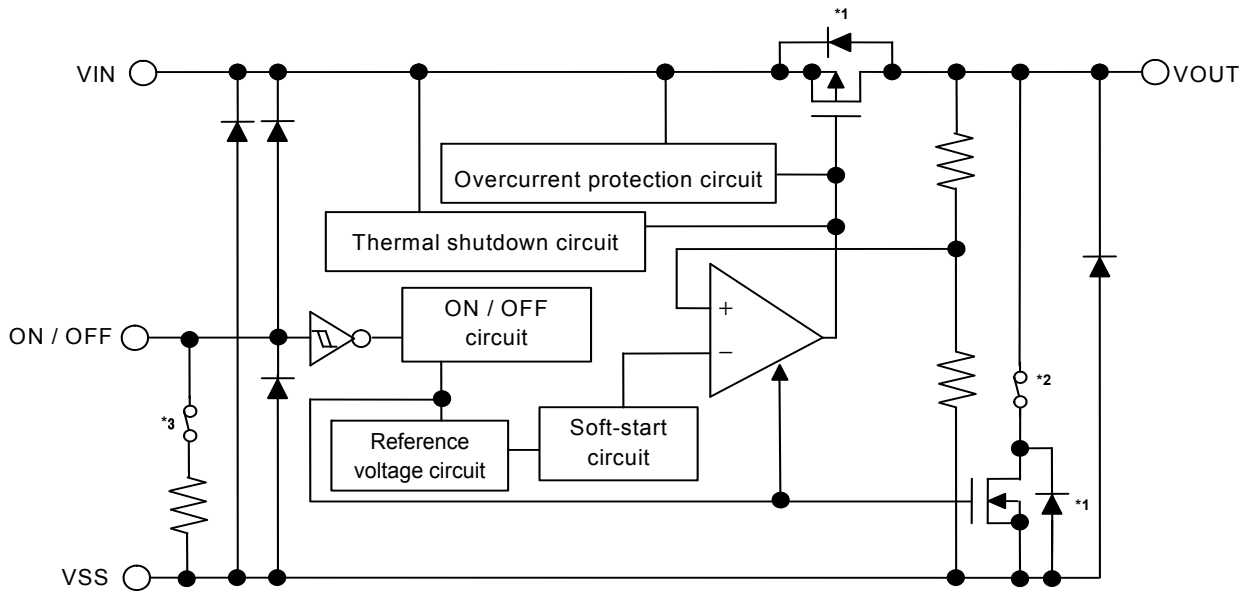 *1
VIN
VOUT
Overcurrent protection circuit
Thermal shutdown circuit
ON / OFF
ON / OFF
circuit
+
−
*2
*3
Reference
voltage circuit
Soft-start
circuit
*1
VSS